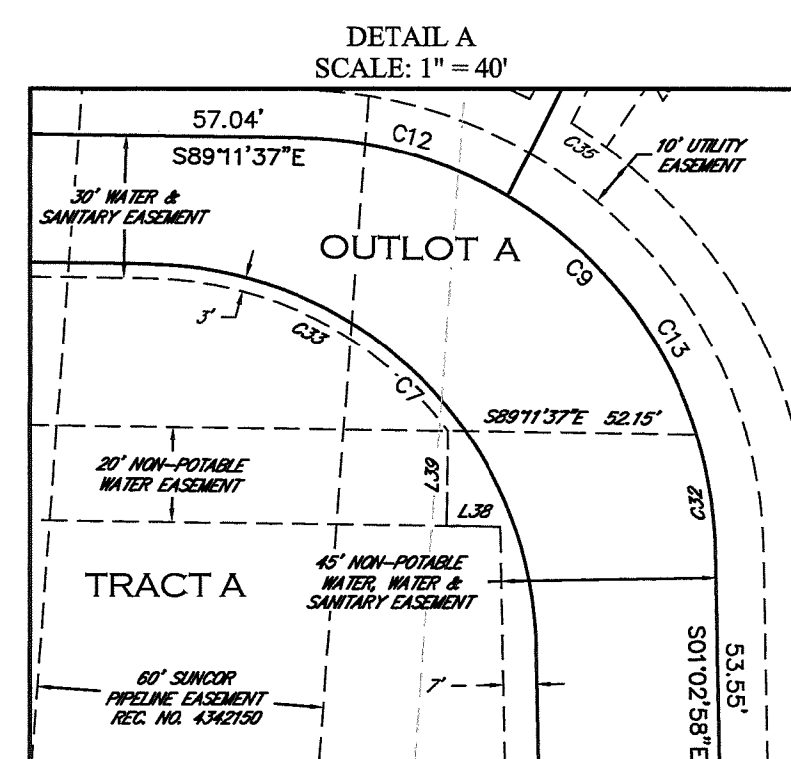 DETAIL A
SCALE: 1" = 40'
57.04'
S89°11'37"E
C12
C35
10' UTILITY
EASEMENT
30' WATER &
SANITARY EASEMENT
OUTLOT A
C9
C13
3'
C33
C7
S89°11'37"E 52.15'
20' NON-POTABLE
WATER EASEMENT
L39
C32
L38
45' NON-POTABLE
WATER, WATER &
SANITARY EASEMENT
TRACT A
60' SUNCOR
PIPELINE EASEMENT
REC. NO. 4342150
7'
S01°02'58"E
53.55'